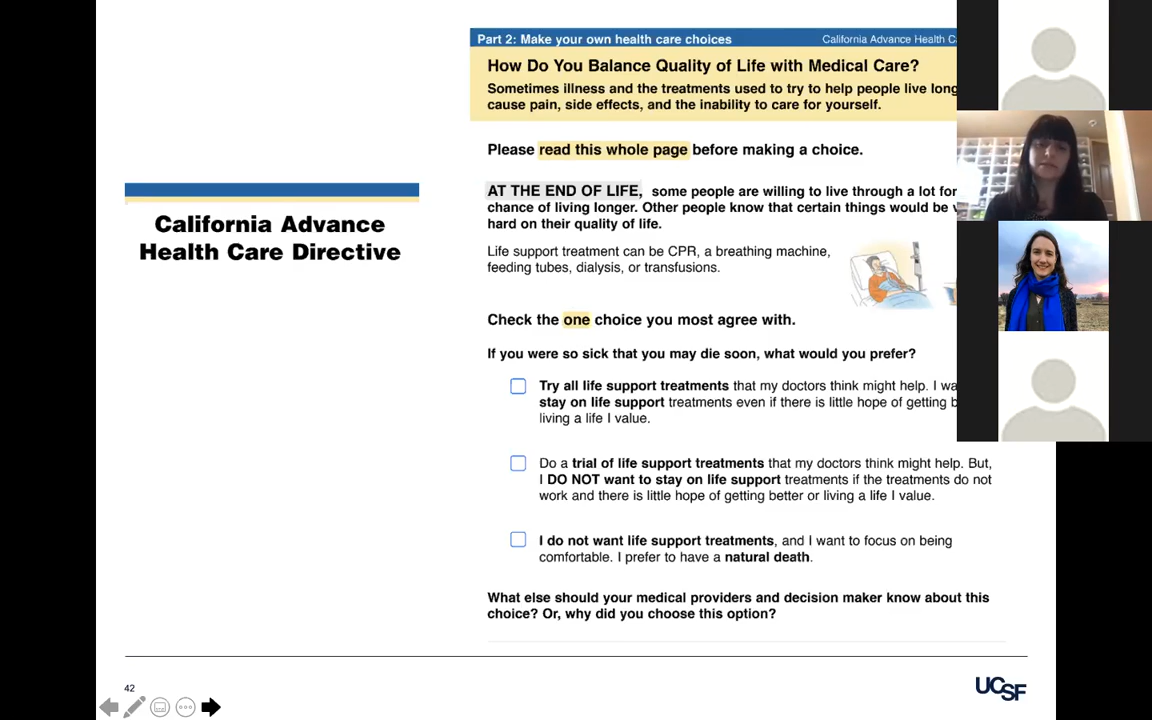 Part 2: Make your own health care choices
California Advance Health
How Do You Balance Quality of Life with Medical Care?
Sometimes illness and the treatments used to try to help people live
cause pain, side effects, and the inability to care for yourself.
Please read this whole page before making a choice.
AT THE END OF LIFE, some people are willing to live through a lot for
chance of living longer. Other people know that certain things would be
hard on their quality of life.
California Advance
Health Care Directive
Life support treatment can be CPR, a breathing machine,
feeding tubes, dialysis, or transfusions.
Check the one choice you most agree with.
If you were so sick that you may die soon, what would you prefer?
Try all life support treatments that my doctors think might help. I
stay on life support treatments even if there is little hope of getting
living a life I value.
Do a trial of life support treatments that my doctors think might help. But,
I DO NOT want to stay on life support treatments if the treatments do not
work and there is little hope of getting better or living a life I value.
I do not want life support treatments, and I want to focus on being
comfortable. I prefer to have a natural death.
What else should your medical providers and decision maker know about this
choice? Or, why did you choose this option?
42
UCSF